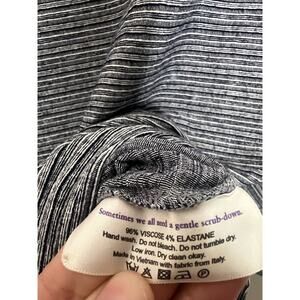 Sometimes we all need a gentle scrub-down.
96% VISCOSE 4% ELASTANE
Hand wash. Do not bleach. Do not tumble dry.
Low iron. Dry clean okay.
Made in Vietnam with fabric from Italy.